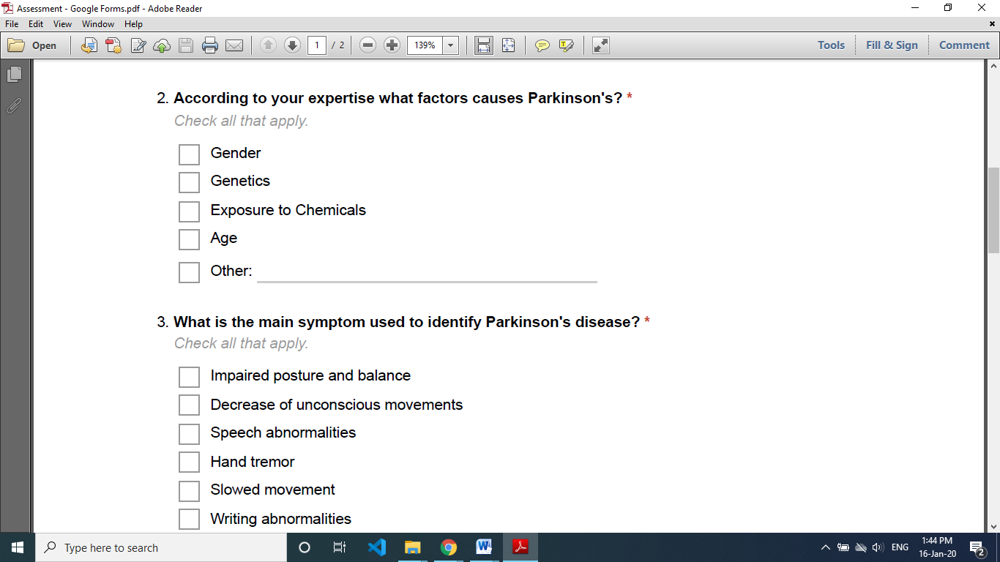 Assessment - Google Forms.pdf - Adobe Reader
File Edit View Window Help
Open 1 / 2 139% Tools Fill & Sign Comment
2. According to your expertise what factors causes Parkinson's? *
Check all that apply.
Gender
Genetics
Exposure to Chemicals
Age
Other:
3. What is the main symptom used to identify Parkinson's disease? *
Check all that apply.
Impaired posture and balance
Decrease of unconscious movements
Speech abnormalities
Hand tremor
Slowed movement
Writing abnormalities
Type here to search ENG 1:44 PM
16-Jan-20 2